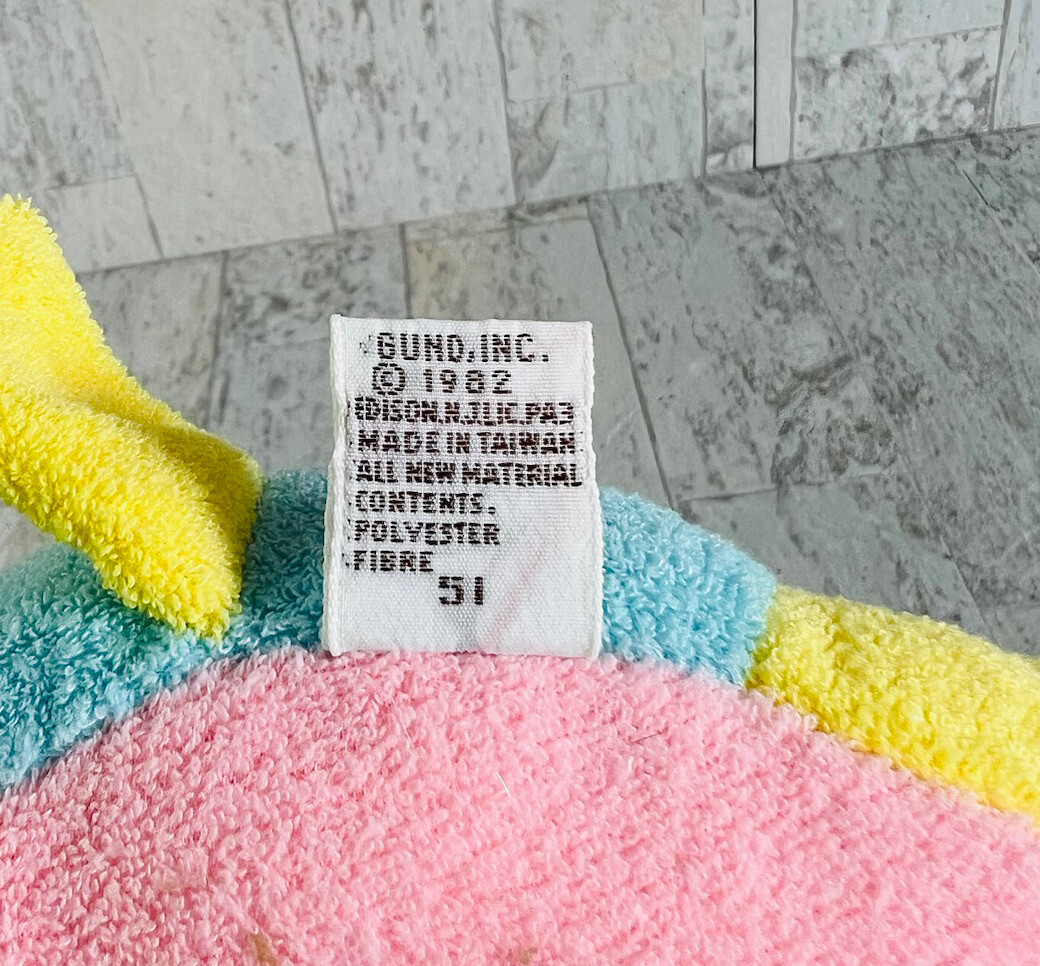 GUND, INC.
© 1982
EDISON. N.J. LIC. PA3
MADE IN TAIWAN
ALL NEW MATERIAL
CONTENTS.
POLYESTER
FIBRE
51